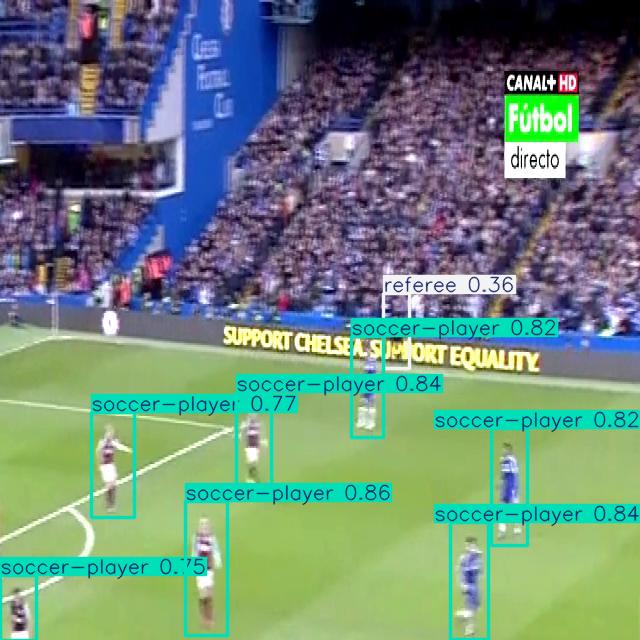 CHELSEA
FOOTBALL
CLUB
CANAL+ HD
Fútbol
directo
referee 0.36
soccer-player 0.82
SUPPORT CHELSEA. SUPPORT EQUALITY.
soccer-player 0.84
soccer-player 0.77
soccer-player 0.82
soccer-player 0.86
soccer-player 0.84
soccer-player 0.75